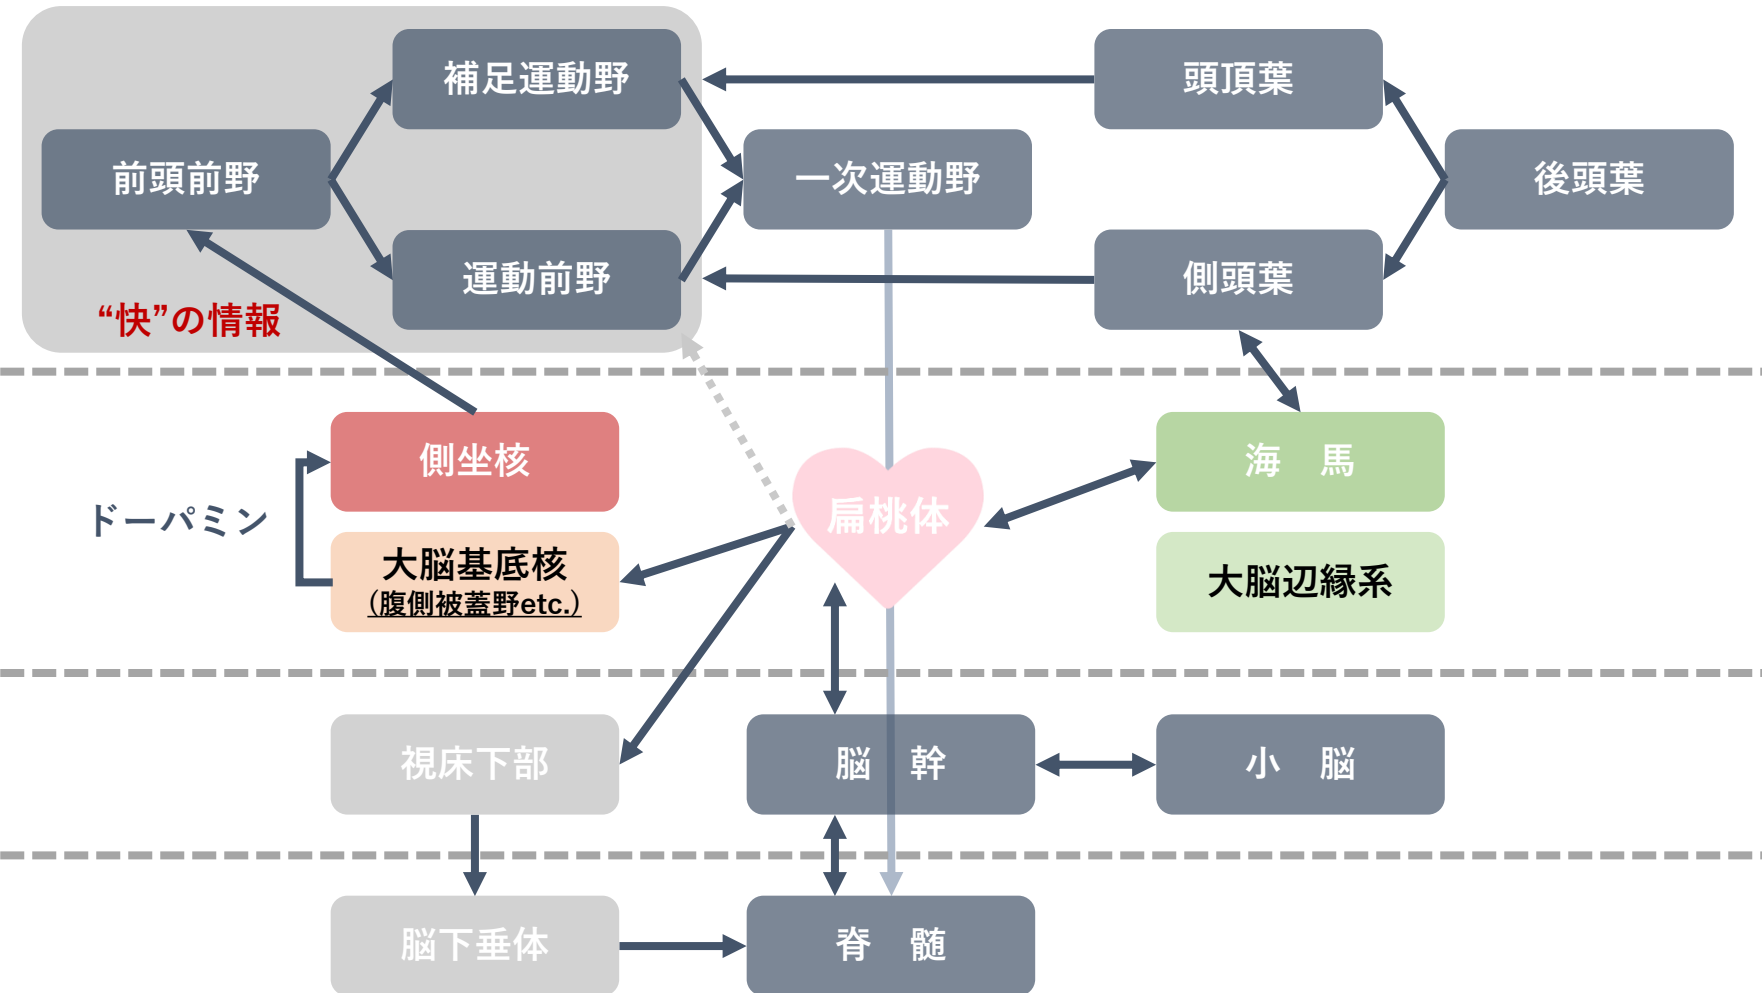 補足運動野
頭頂葉
前頭前野
一次運動野
後頭葉
運動前野
側頭葉
“快”の情報
側坐核
海　馬
ドーパミン
扁桃体
大脳基底核
(腹側被蓋野etc.)
大脳辺縁系
視床下部
脳　幹
小　脳
脳下垂体
脊　髄